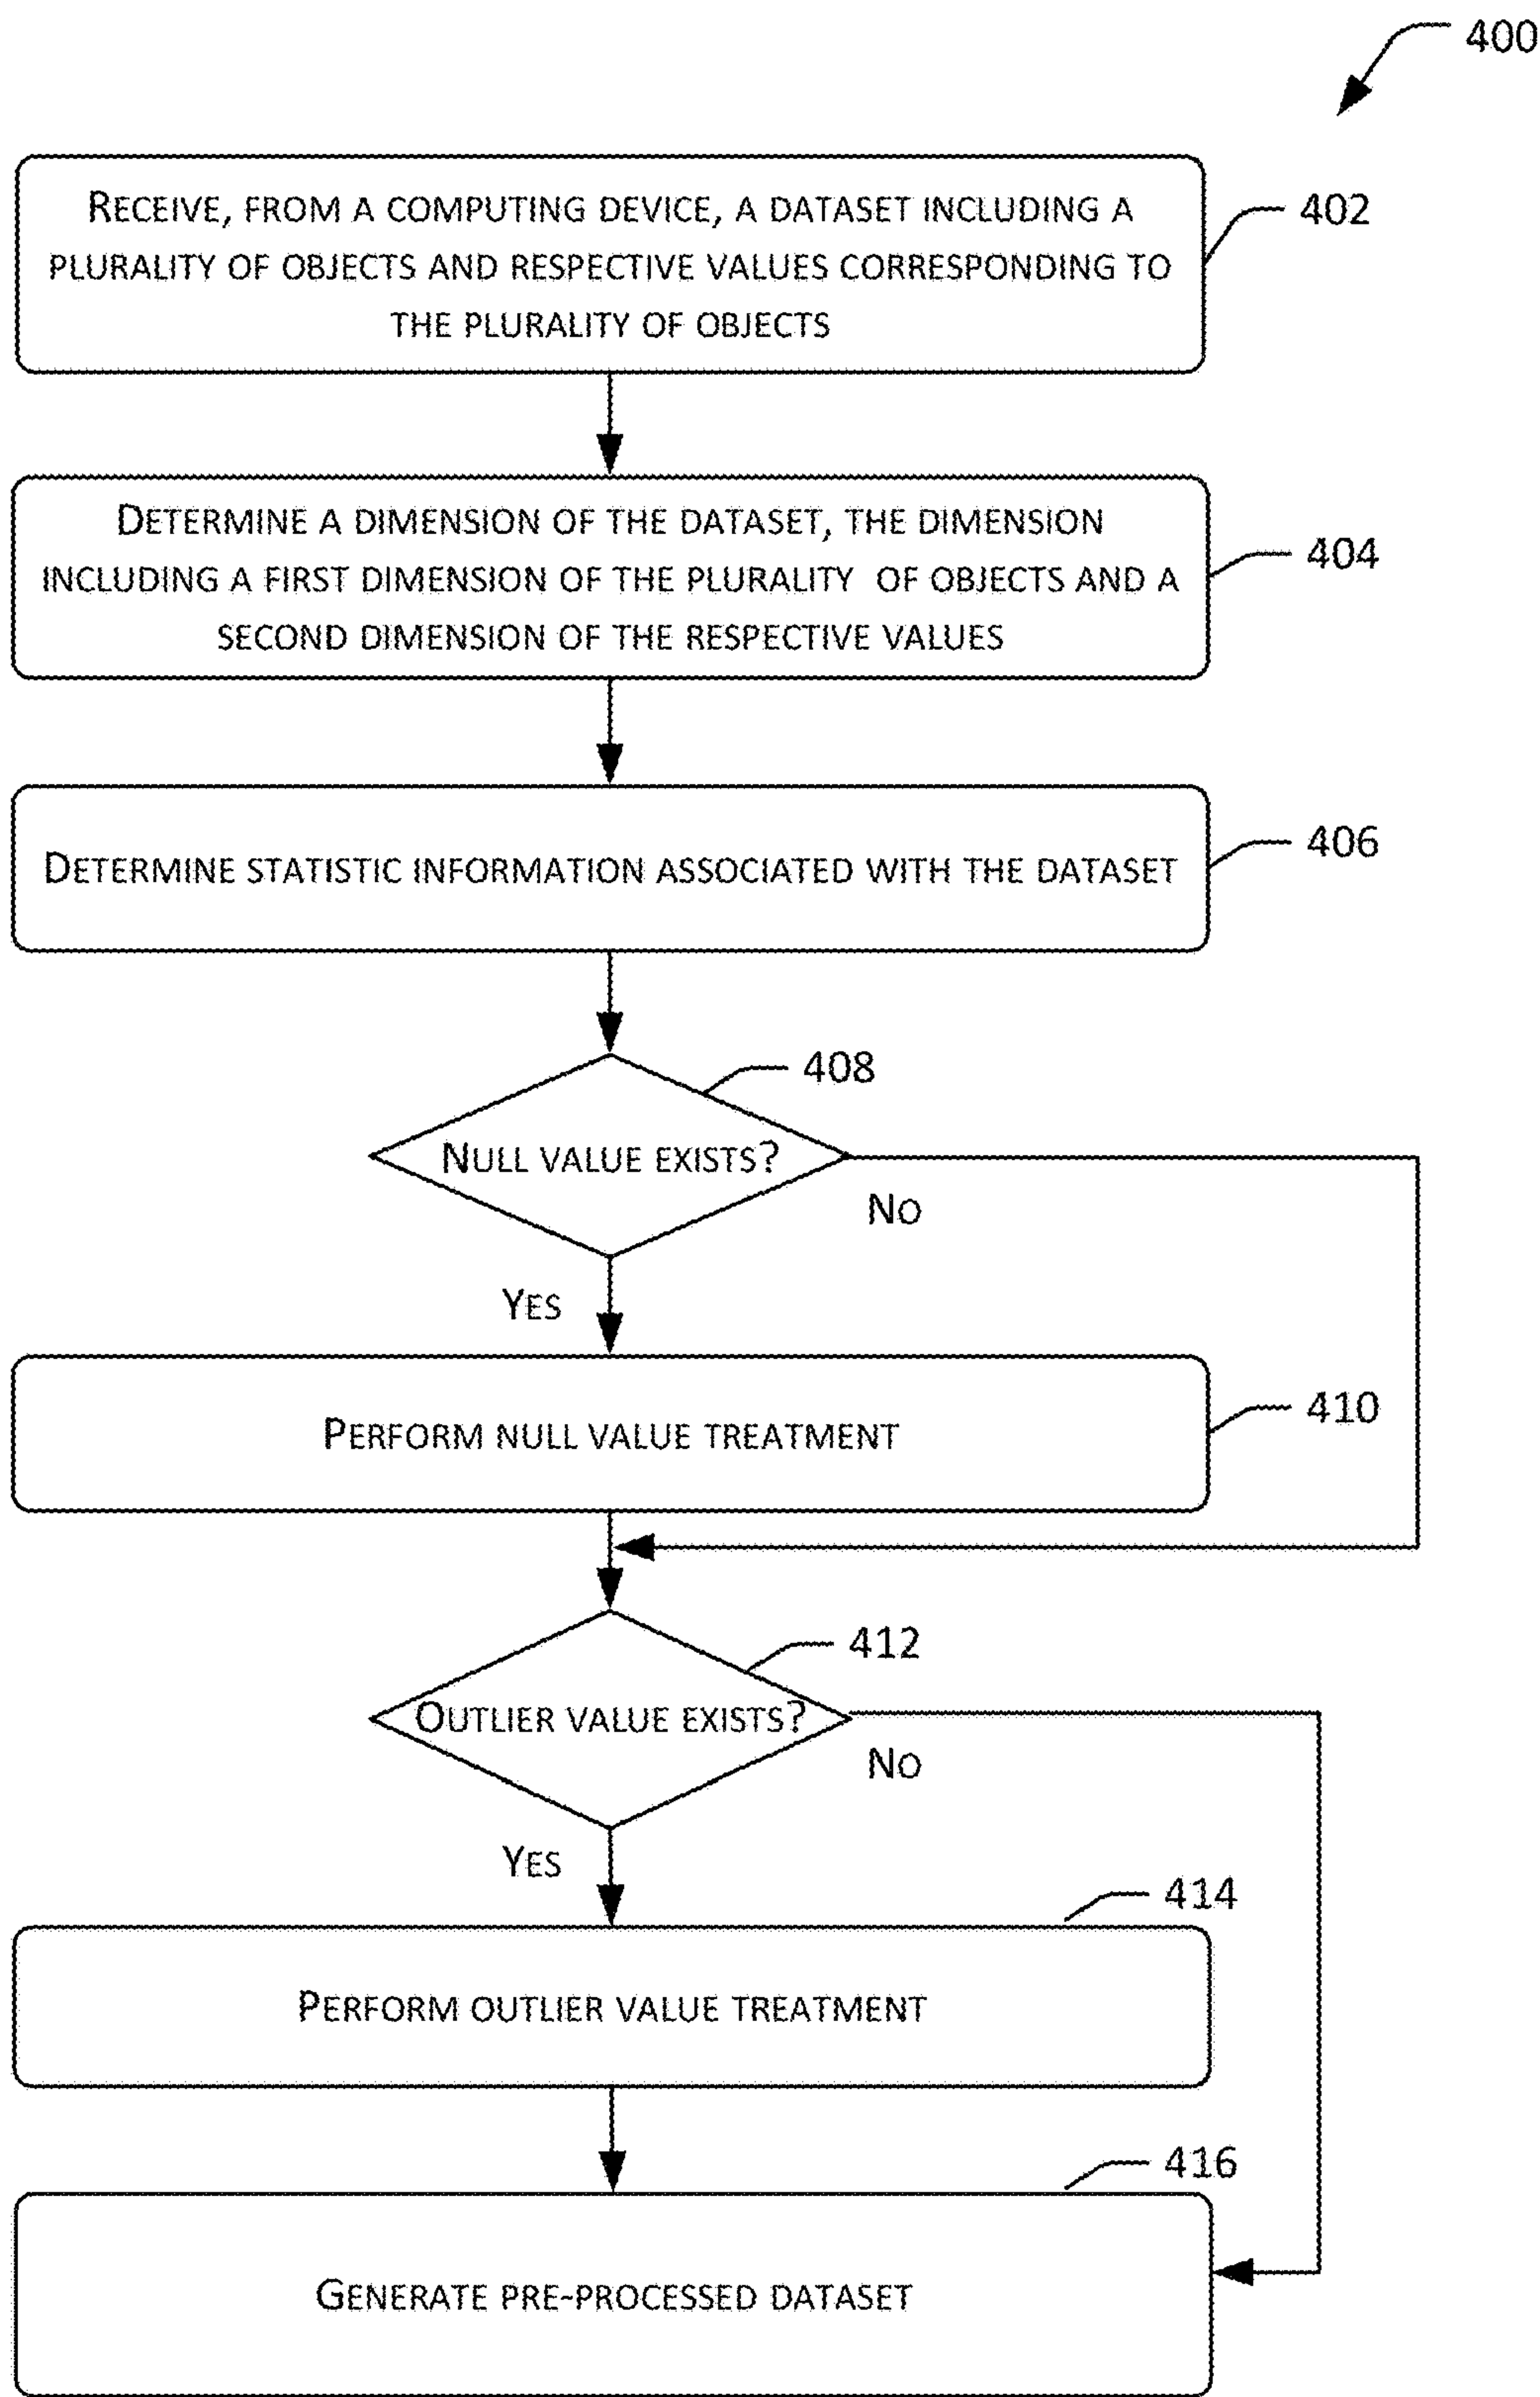 400
RECEIVE, FROM A COMPUTING DEVICE, A DATASET INCLUDING A
PLURALITY OF OBJECTS AND RESPECTIVE VALUES CORRESPONDING TO
THE PLURALITY OF OBJECTS
402
DETERMINE A DIMENSION OF THE DATASET, THE DIMENSION
INCLUDING A FIRST DIMENSION OF THE PLURALITY OF OBJECTS AND A
SECOND DIMENSION OF THE RESPECTIVE VALUES
404
DETERMINE STATISTIC INFORMATION ASSOCIATED WITH THE DATASET
406
408
NULL VALUE EXISTS?
NO
YES
PERFORM NULL VALUE TREATMENT
410
412
OUTLIER VALUE EXISTS?
NO
YES
414
PERFORM OUTLIER VALUE TREATMENT
416
GENERATE PRE-PROCESSED DATASET